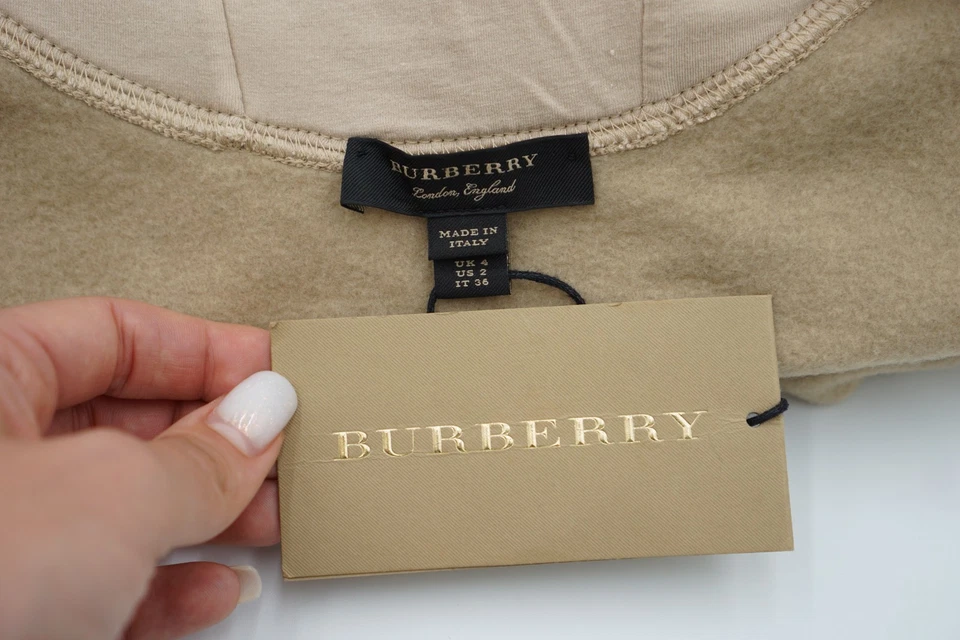 BURBERRY
London, England
MADE IN
ITALY
UK 4
US 2
IT 36
BURBERRY